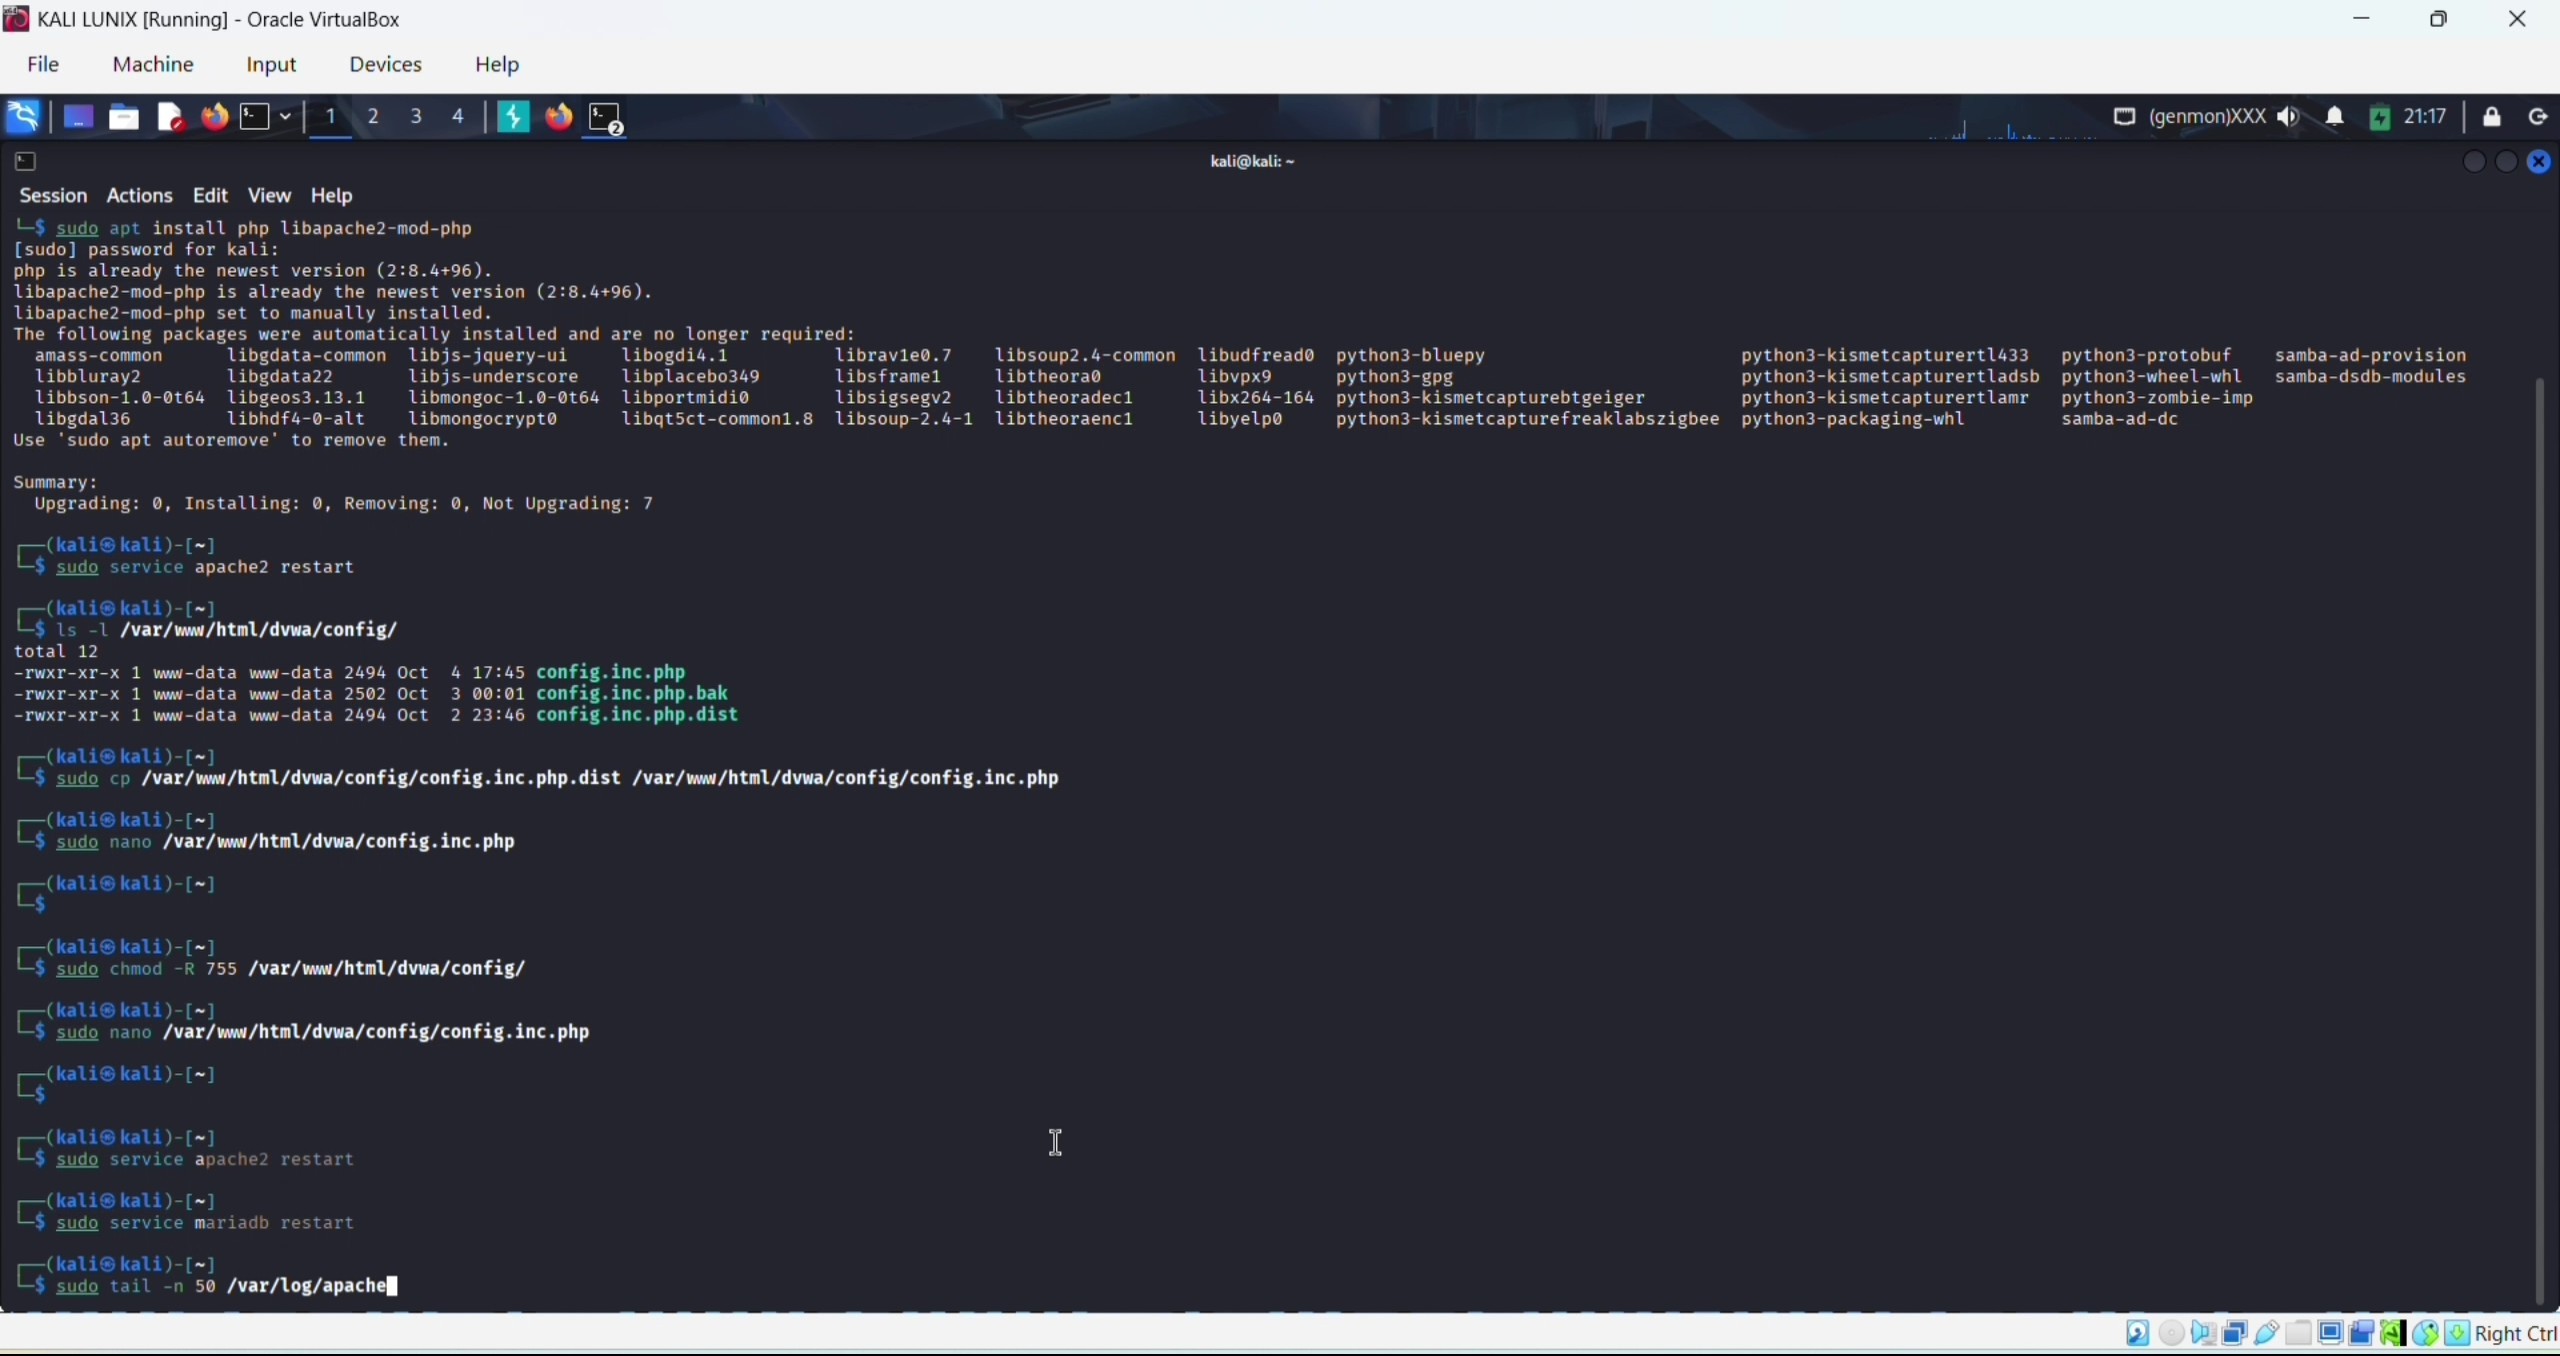 KALI LUNIX [Running] - Oracle VirtualBox
File Machine Input Devices Help
1 2 3 4 2 (genmon)XXX 21:17
kali@kali: ~
Session Actions Edit View Help
└─$ sudo apt install php libapache2-mod-php
[sudo] password for kali:
php is already the newest version (2:8.4+96).
libapache2-mod-php is already the newest version (2:8.4+96).
libapache2-mod-php set to manually installed.
The following packages were automatically installed and are no longer required:
amass-common libgdata-common libjs-jquery-ui libogdi4.1 librav1e0.7 libsoup2.4-common libudfread0 python3-bluepy python3-kismetcapturertl433 python3-protobuf samba-ad-provision
libbluray2 libgdata22 libjs-underscore libplacebo349 libsframe1 libtheora0 libvpx9 python3-gpg python3-kismetcapturertladsb python3-wheel-whl samba-dsdb-modules
libbson-1.0-0t64 libgeos3.13.1 libmongoc-1.0-0t64 libportmidi0 libsigsegv2 libtheoradec1 libx264-164 python3-kismetcapturebtgeiger python3-kismetcapturertlamr python3-zombie-imp
libgdal36 libhdf4-0-alt libmongocrypt0 libqt5ct-common1.8 libsoup-2.4-1 libtheoraenc1 libyelp0 python3-kismetcapturefreaklabszigbee python3-packaging-whl samba-ad-dc
Use 'sudo apt autoremove' to remove them.
Summary:
Upgrading: 0, Installing: 0, Removing: 0, Not Upgrading: 7
┌──(kali㉿kali)-[~]
└─$ sudo service apache2 restart
┌──(kali㉿kali)-[~]
└─$ ls -l /var/www/html/dvwa/config/
total 12
-rwxr-xr-x 1 www-data www-data 2494 Oct 4 17:45 config.inc.php
-rwxr-xr-x 1 www-data www-data 2502 Oct 3 00:01 config.inc.php.bak
-rwxr-xr-x 1 www-data www-data 2494 Oct 2 23:46 config.inc.php.dist
┌──(kali㉿kali)-[~]
└─$ sudo cp /var/www/html/dvwa/config/config.inc.php.dist /var/www/html/dvwa/config/config.inc.php
┌──(kali㉿kali)-[~]
└─$ sudo nano /var/www/html/dvwa/config.inc.php
┌──(kali㉿kali)-[~]
└─$
┌──(kali㉿kali)-[~]
└─$ sudo chmod -R 755 /var/www/html/dvwa/config/
┌──(kali㉿kali)-[~]
└─$ sudo nano /var/www/html/dvwa/config/config.inc.php
┌──(kali㉿kali)-[~]
└─$
┌──(kali㉿kali)-[~]
└─$ sudo service apache2 restart
┌──(kali㉿kali)-[~]
└─$ sudo service mariadb restart
┌──(kali㉿kali)-[~]
└─$ sudo tail -n 50 /var/log/apache
Right Ctrl